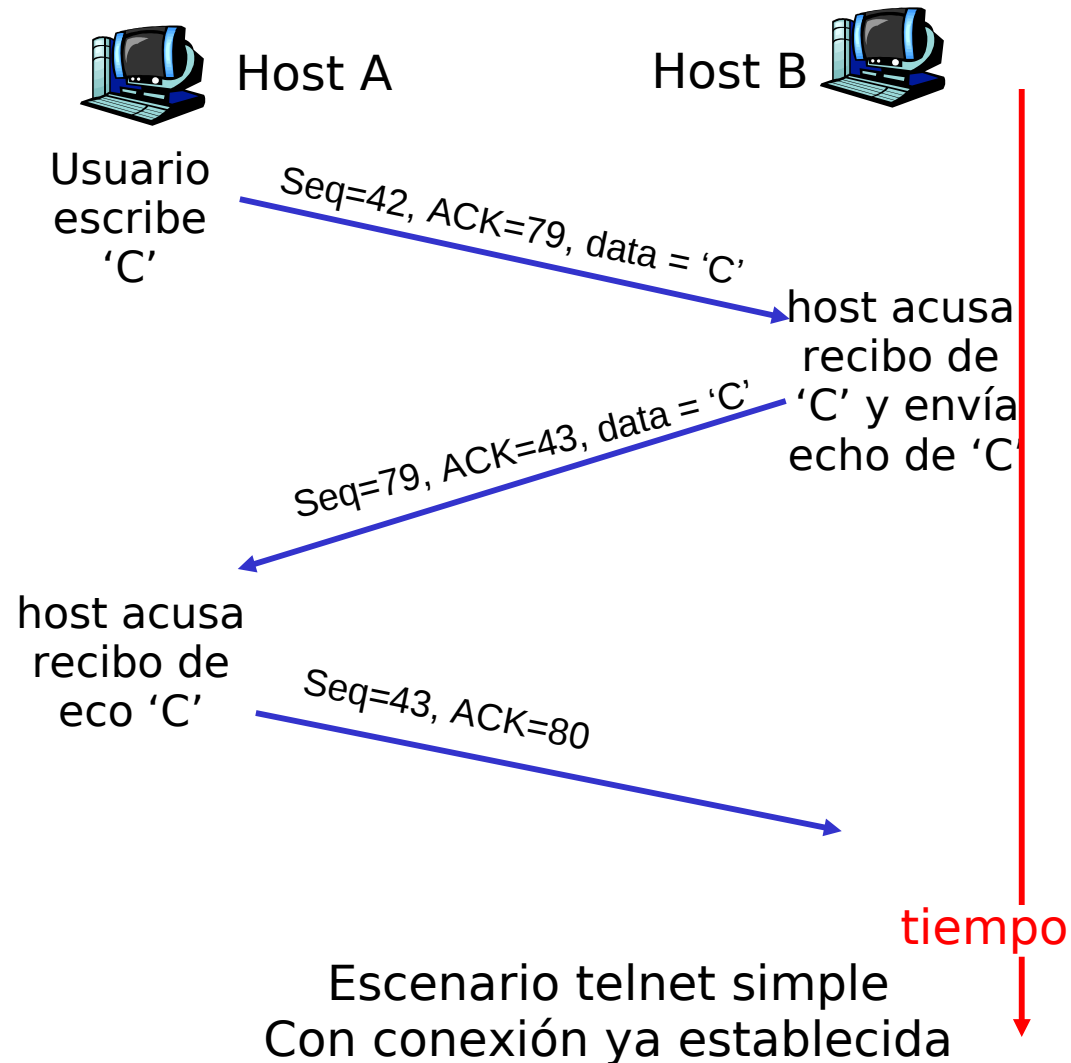 Host A
Host B
Usuario
escribe
‘C’
Seq=42, ACK=79, data = ‘C’
host acusa
recibo de
‘C’ y envía
echo de ‘C’
Seq=79, ACK=43, data = ‘C’
host acusa
recibo de
eco ‘C’
Seq=43, ACK=80
tiempo
Escenario telnet simple
Con conexión ya establecida